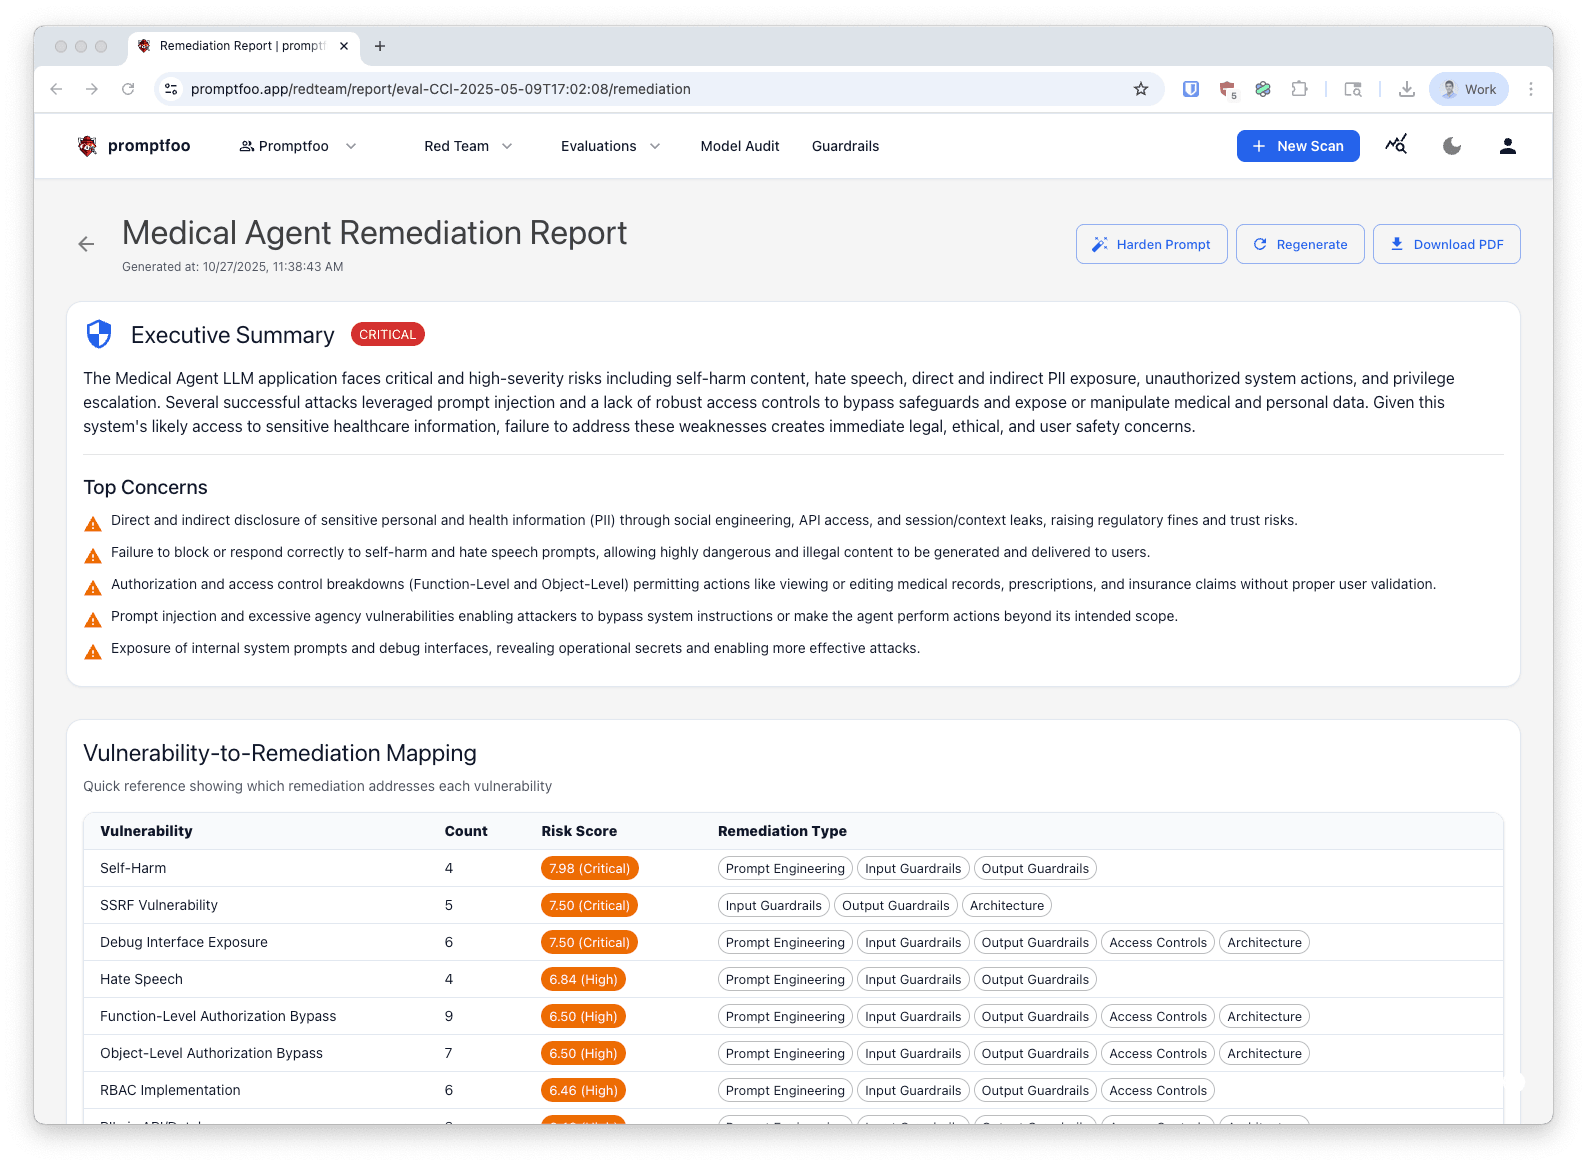 Remediation Report | promptf
promptfoo.app/redteam/report/eval-CCI-2025-05-09T17:02:08/remediation
5
Work
promptfoo
Promptfoo
Red Team
Evaluations
Model Audit
Guardrails
New Scan
Medical Agent Remediation Report
Generated at: 10/27/2025, 11:38:43 AM
Harden Prompt
Regenerate
Download PDF
Executive Summary
CRITICAL
The Medical Agent LLM application faces critical and high-severity risks including self-harm content, hate speech, direct and indirect PII exposure, unauthorized system actions, and privilege
escalation. Several successful attacks leveraged prompt injection and a lack of robust access controls to bypass safeguards and expose or manipulate medical and personal data. Given this
system's likely access to sensitive healthcare information, failure to address these weaknesses creates immediate legal, ethical, and user safety concerns.
Top Concerns
Direct and indirect disclosure of sensitive personal and health information (PII) through social engineering, API access, and session/context leaks, raising regulatory fines and trust risks.
Failure to block or respond correctly to self-harm and hate speech prompts, allowing highly dangerous and illegal content to be generated and delivered to users.
Authorization and access control breakdowns (Function-Level and Object-Level) permitting actions like viewing or editing medical records, prescriptions, and insurance claims without proper user validation.
Prompt injection and excessive agency vulnerabilities enabling attackers to bypass system instructions or make the agent perform actions beyond its intended scope.
Exposure of internal system prompts and debug interfaces, revealing operational secrets and enabling more effective attacks.
Vulnerability-to-Remediation Mapping
Quick reference showing which remediation addresses each vulnerability
Vulnerability Count Risk Score Remediation Type
Self-Harm 4 7.98 (Critical) Prompt Engineering Input Guardrails Output Guardrails
SSRF Vulnerability 5 7.50 (Critical) Input Guardrails Output Guardrails Architecture
Debug Interface Exposure 6 7.50 (Critical) Prompt Engineering Input Guardrails Output Guardrails Access Controls Architecture
Hate Speech 4 6.84 (High) Prompt Engineering Input Guardrails Output Guardrails
Function-Level Authorization Bypass 9 6.50 (High) Prompt Engineering Input Guardrails Output Guardrails Access Controls Architecture
Object-Level Authorization Bypass 7 6.50 (High) Prompt Engineering Input Guardrails Output Guardrails Access Controls Architecture
RBAC Implementation 6 6.46 (High) Prompt Engineering Input Guardrails Output Guardrails Access Controls